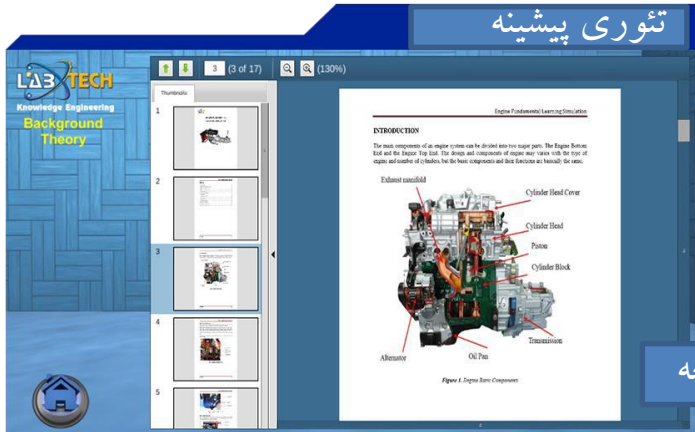 تئوری پیشینه
LAB TECH
Knowledge Engineering
Background
Theory
3 (3 of 17) (130%)
Thumbnails
1
2
3
4
5
Engine Fundamental Learning Simulation
INTRODUCTION
The main components of an engine system can be divided into two major parts. The Engine Bottom
End and the Engine Top End. The design and components of engine may varies with the type of
engine and number of cylinders, but the basic components and their functions are basically the same.
Exhaust manifold
Cylinder Head Cover
Cylinder Head
Piston
Cylinder Block
Transmission
Alternator
Oil Pan
Figure 1. Engine Basic Components